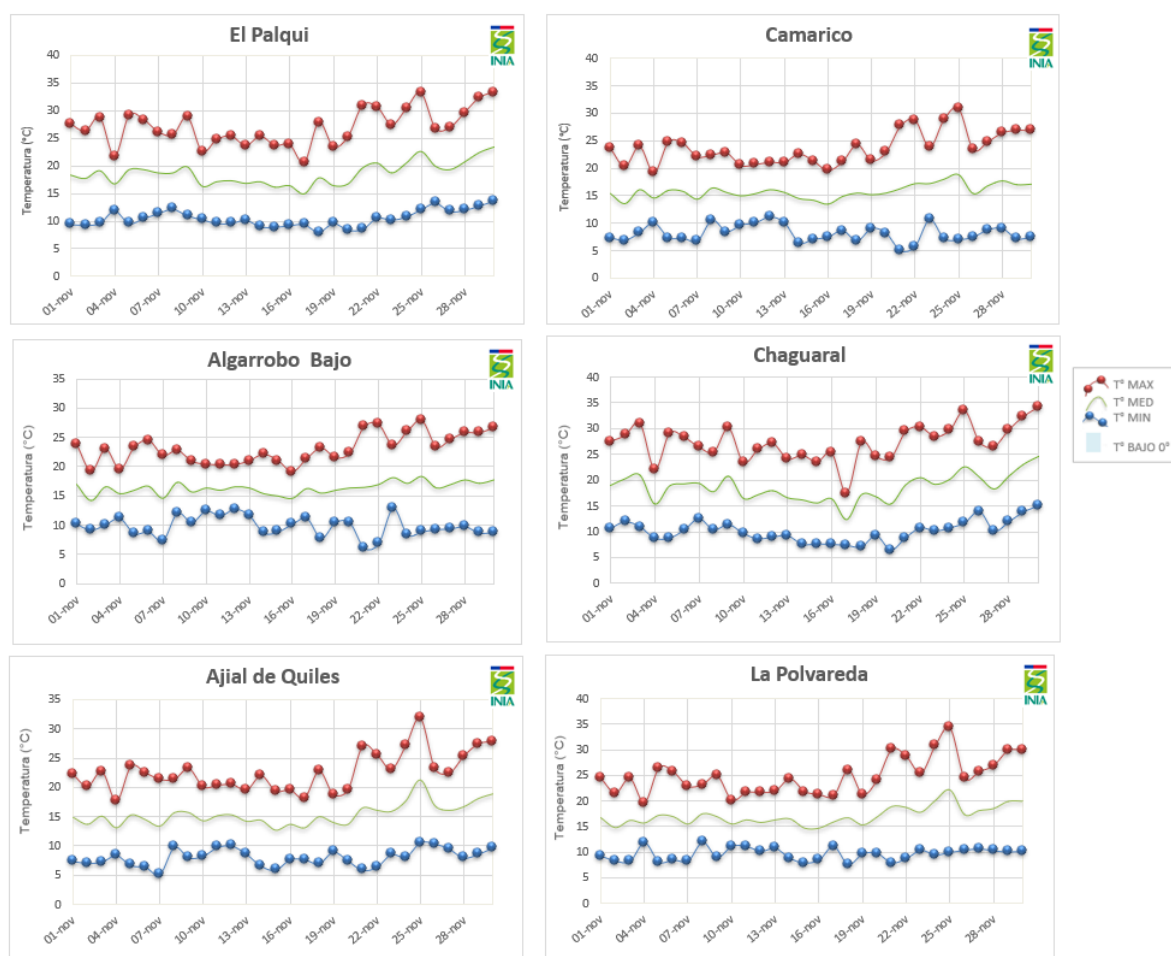 El Palqui
INIA
Temperatura (°C)
40
35
30
25
20
15
10
5
0
01-nov
04-nov
07-nov
10-nov
13-nov
16-nov
19-nov
22-nov
25-nov
28-nov
Camarico
INIA
Temperatura (°C)
40
35
30
25
20
15
10
5
0
01-nov
04-nov
07-nov
10-nov
13-nov
16-nov
19-nov
22-nov
25-nov
28-nov
Algarrobo Bajo
INIA
Temperatura (°C)
35
30
25
20
15
10
5
0
01-nov
04-nov
07-nov
10-nov
13-nov
16-nov
19-nov
22-nov
25-nov
28-nov
Chaguaral
INIA
Temperatura (°C)
40
35
30
25
20
15
10
5
0
01-nov
04-nov
07-nov
10-nov
13-nov
16-nov
19-nov
22-nov
25-nov
28-nov
T° MAX
T° MED
T° MIN
T° BAJO 0°
Ajial de Quiles
INIA
Temperatura (°C)
35
30
25
20
15
10
5
0
01-nov
04-nov
07-nov
10-nov
13-nov
16-nov
19-nov
22-nov
25-nov
28-nov
La Polvareda
INIA
Temperatura (°C)
40
35
30
25
20
15
10
5
0
01-nov
04-nov
07-nov
10-nov
13-nov
16-nov
19-nov
22-nov
25-nov
28-nov